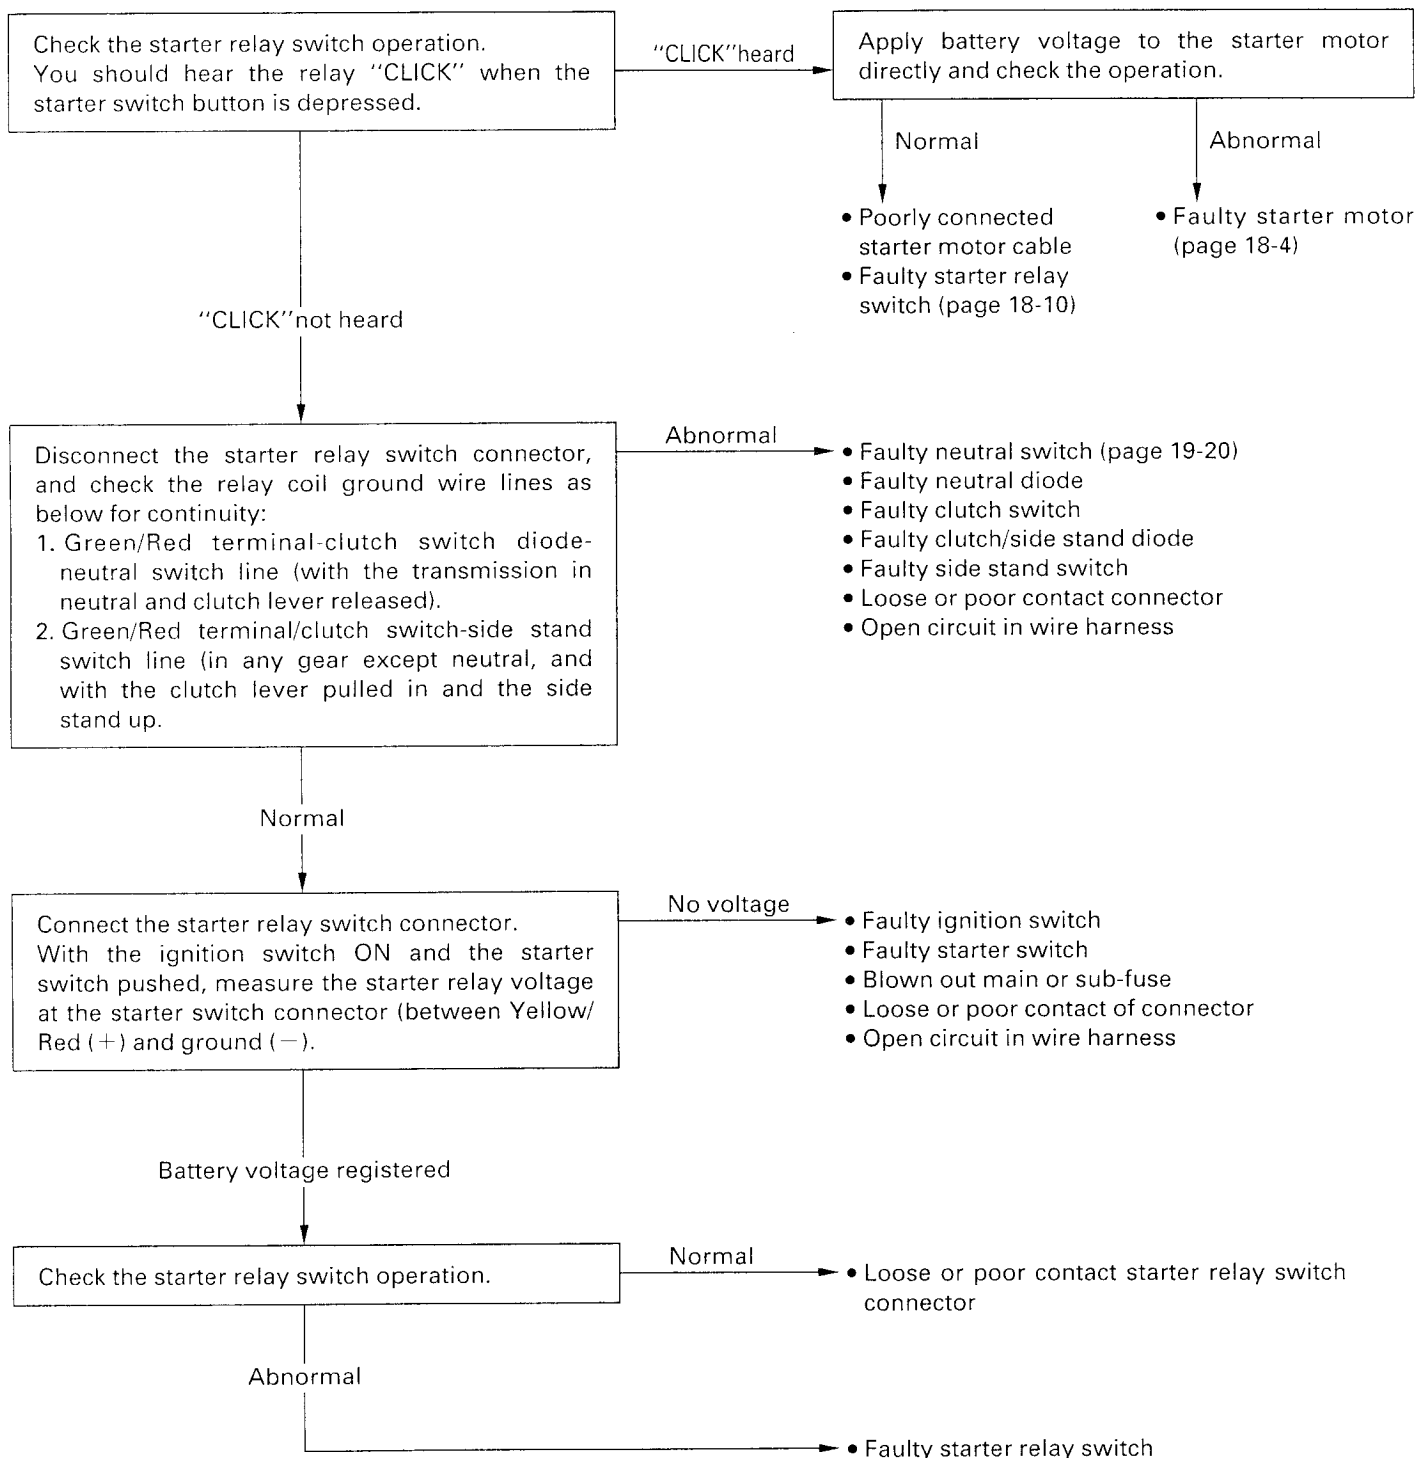 Check the starter relay switch operation.
You should hear the relay “CLICK” when the
starter switch button is depressed.
“CLICK” heard
Apply battery voltage to the starter motor
directly and check the operation.
Normal
Abnormal
• Poorly connected
starter motor cable
• Faulty starter relay
switch (page 18-10)
• Faulty starter motor
(page 18-4)
“CLICK” not heard
Disconnect the starter relay switch connector,
and check the relay coil ground wire lines as
below for continuity:
1. Green/Red terminal-clutch switch diode-
neutral switch line (with the transmission in
neutral and clutch lever released).
2. Green/Red terminal/clutch switch-side stand
switch line (in any gear except neutral, and
with the clutch lever pulled in and the side
stand up.
Abnormal
• Faulty neutral switch (page 19-20)
• Faulty neutral diode
• Faulty clutch switch
• Faulty clutch/side stand diode
• Faulty side stand switch
• Loose or poor contact connector
• Open circuit in wire harness
Normal
Connect the starter relay switch connector.
With the ignition switch ON and the starter
switch pushed, measure the starter relay voltage
at the starter switch connector (between Yellow/
Red (+) and ground (−).
No voltage
• Faulty ignition switch
• Faulty starter switch
• Blown out main or sub-fuse
• Loose or poor contact of connector
• Open circuit in wire harness
Battery voltage registered
Check the starter relay switch operation.
Normal
• Loose or poor contact starter relay switch
connector
Abnormal
• Faulty starter relay switch